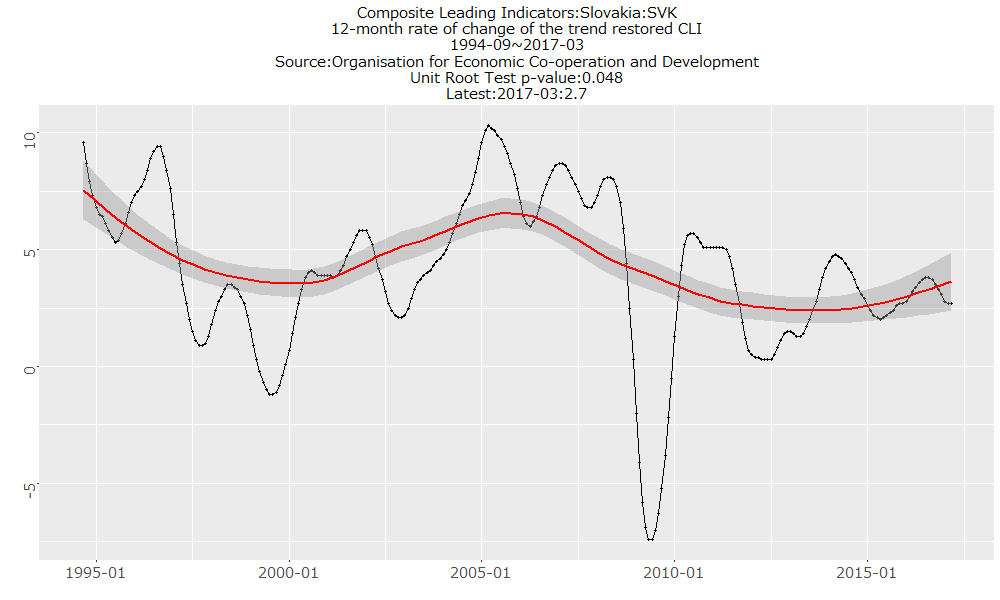 Composite Leading Indicators:Slovakia:SVK
12-month rate of change of the trend restored CLI
1994-09~2017-03
Source:Organisation for Economic Co-operation and Development
Unit Root Test p-value:0.048
Latest:2017-03:2.7
10
5
0
-5
1995-01
2000-01
2005-01
2010-01
2015-01